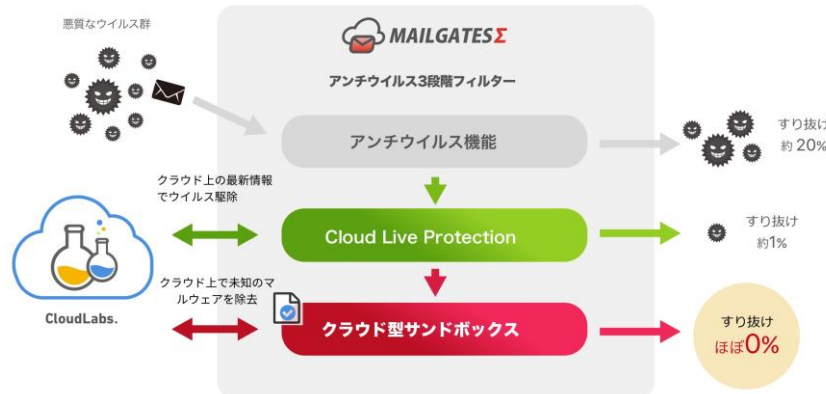 悪質なウイルス群
MAILGATES Σ
アンチウイルス3段階フィルター
アンチウイルス機能
すり抜け
約20%
クラウド上の最新情報
でウイルス駆除
Cloud Live Protection
すり抜け
約1%
クラウド上で未知のマ
ルウェアを除去
CloudLabs.
クラウド型サンドボックス
すり抜け
ほぼ0%